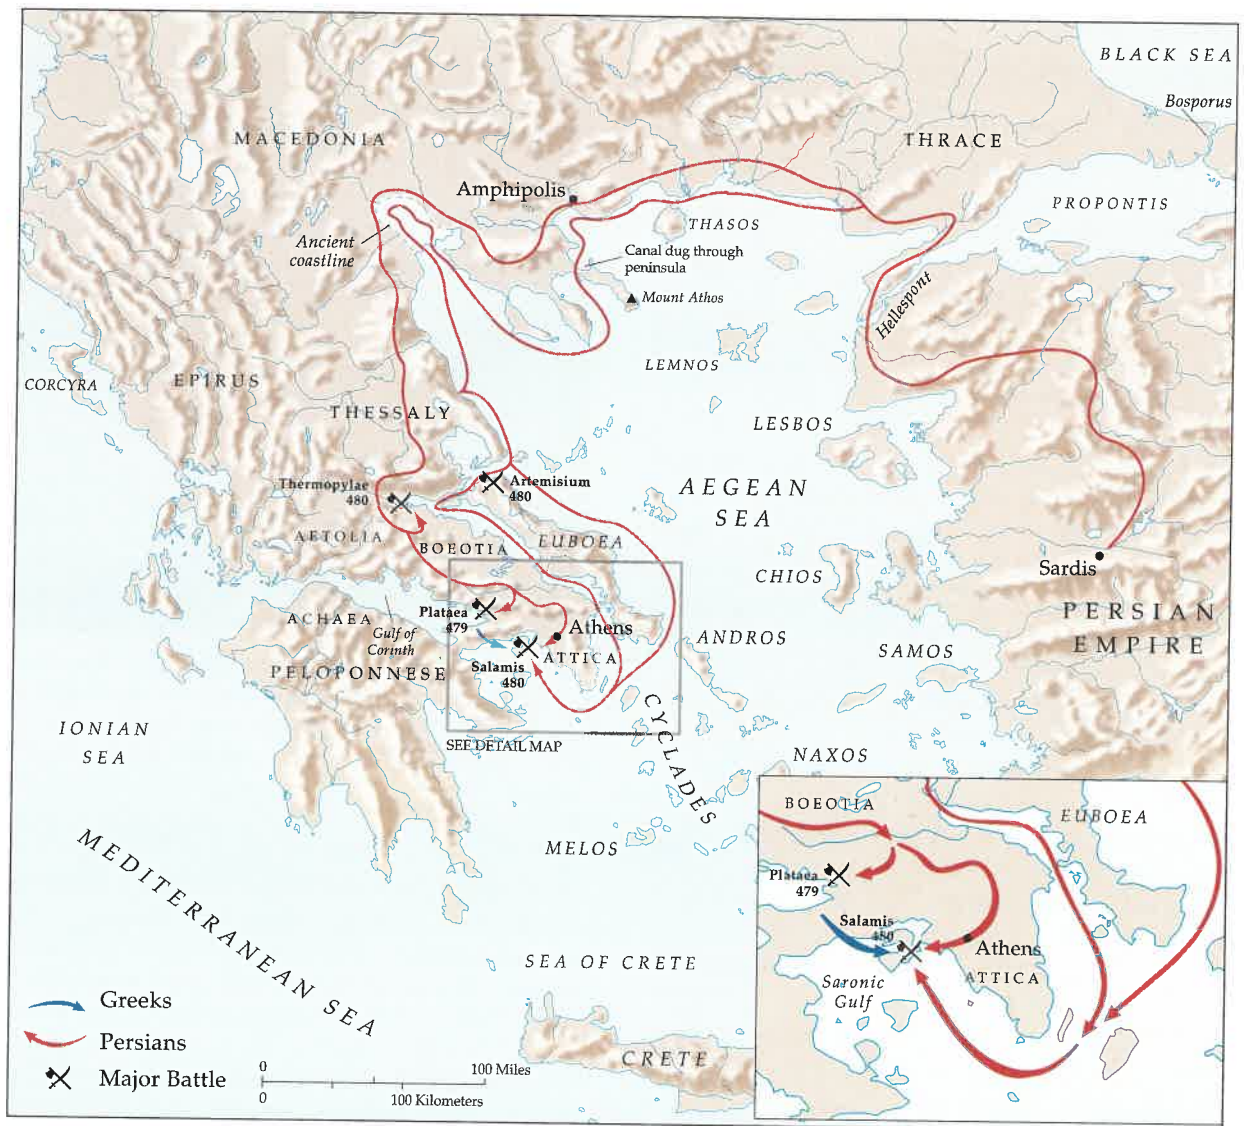 BLACK SEA
Bosporus
MACEDONIA
THRACE
Amphipolis
PROPONTIS
THASOS
Ancient
coastline
Canal dug through
peninsula
Mount Athos
Hellespont
LEMNOS
CORCYRA
EPIRUS
THESSALY
LESBOS
Thermopylae
480
Artemisium
480
AEGEAN
SEA
AETOLIA
BOEOTIA
EUBOEA
CHIOS
Sardis
PERSIAN
EMPIRE
Plataea
479
ACHAEA
Gulf of
Corinth
Athens
ATTICA
ANDROS
SAMOS
PELOPONNESE
Salamis
480
IONIAN
SEA
SEE DETAIL MAP
CYCLADES
NAXOS
MELOS
MEDITERRANEAN SEA
SEA OF CRETE
CRETE
BOEOTIA
EUBOEA
Plataea
479
Salamis
480
Athens
ATTICA
Saronic
Gulf
Greeks
Persians
Major Battle
0
100 Miles
0
100 Kilometers